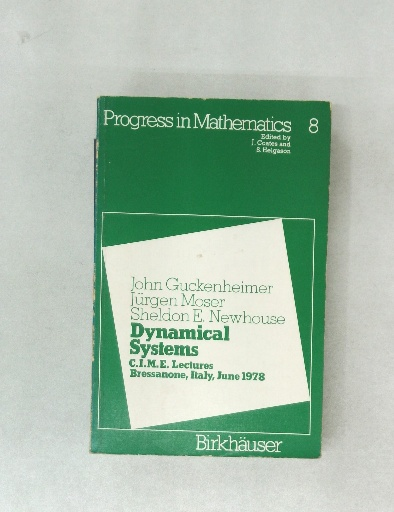 Progress in Mathematics 8
Edited by
J. Coates and
S. Helgason
John Guckenheimer
Jürgen Moser
Sheldon E. Newhouse
Dynamical
Systems
C.I.M.E. Lectures
Bressanone, Italy, June 1978
Birkhäuser